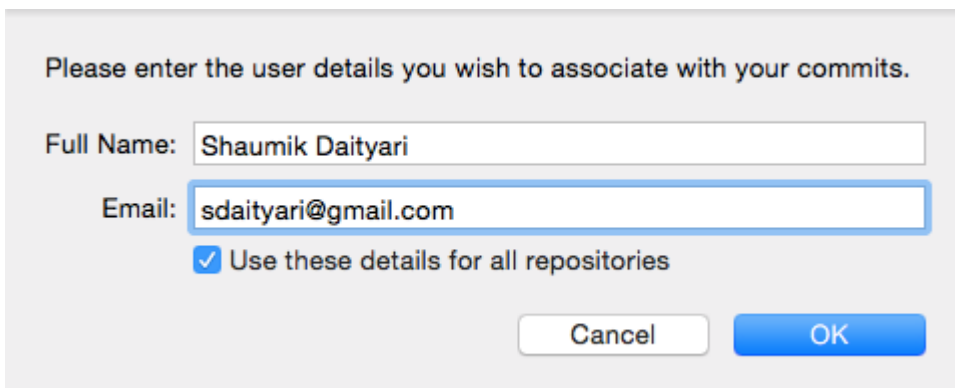 Please enter the user details you wish to associate with your commits.
Full Name: Shaumik Daityari
Email: sdaityari@gmail.com
Use these details for all repositories
Cancel OK